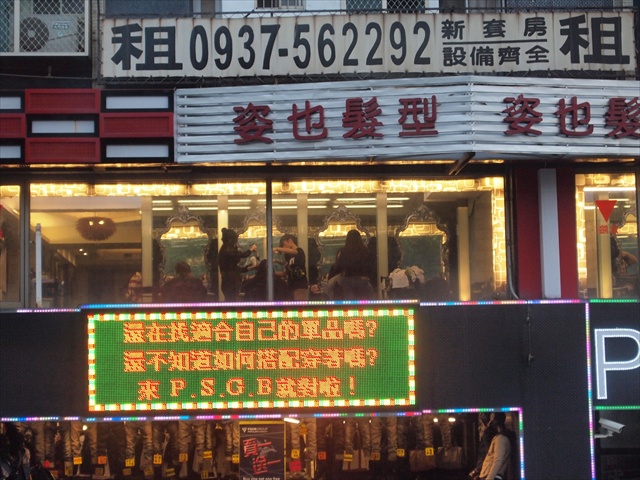 租 0937-562292 新套房 租
設備齊全
姿也髮型 姿也髮
還在找適合自己的單品嗎?
還不知道如何搭配穿著嗎?
來 P.S.G.B就對啦!
P